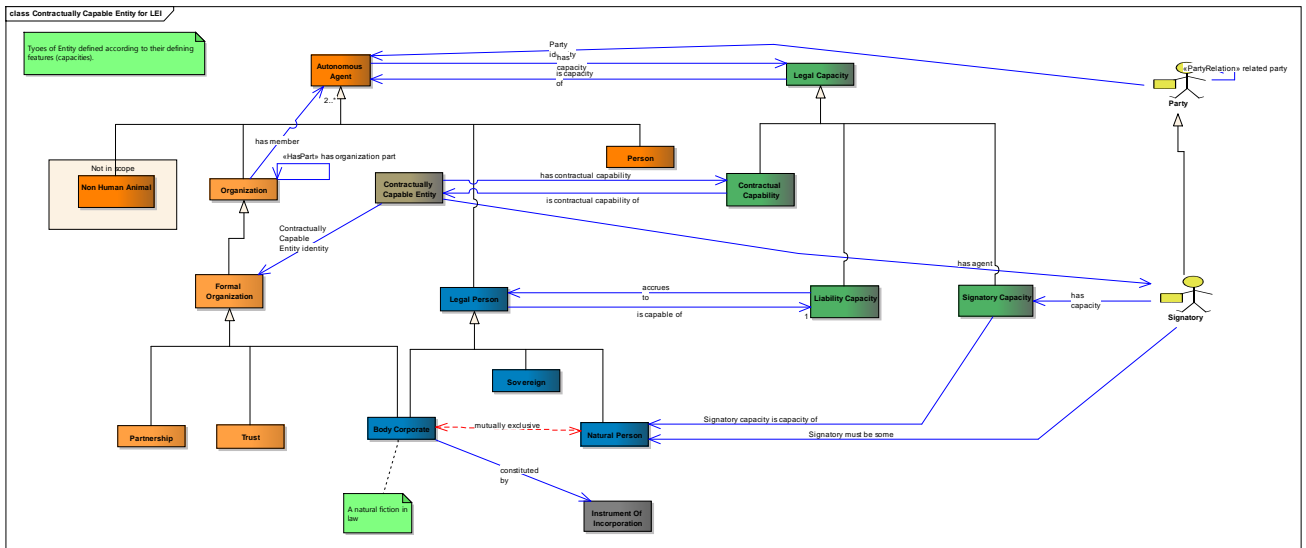 class Contractually Capable Entity for LEI
Tyoes of Entity defined according to their defining
features (capacities).
Autonomous
Agent
2..*
Party
identity
has
capacity
is capacity
of
Legal Capacity
«PartyRelation» related party
Party
has member
«HasPart» has organization part
Not in scope
Non Human Animal
Organization
Person
Contractually
Capable Entity
has contractual capability
is contractual capability of
Contractual
Capability
Contractually
Capable
Entity identity
has agent
Formal
Organization
Legal Person
accrues
to
is capable of
1
Liability Capacity
Signatory Capacity
has
capacity
Signatory
Sovereign
Partnership
Trust
Body Corporate
mutually exclusive
Natural Person
Signatory capacity is capacity of
Signatory must be some
constituted
by
A natural fiction in
law
Instrument Of
Incorporation